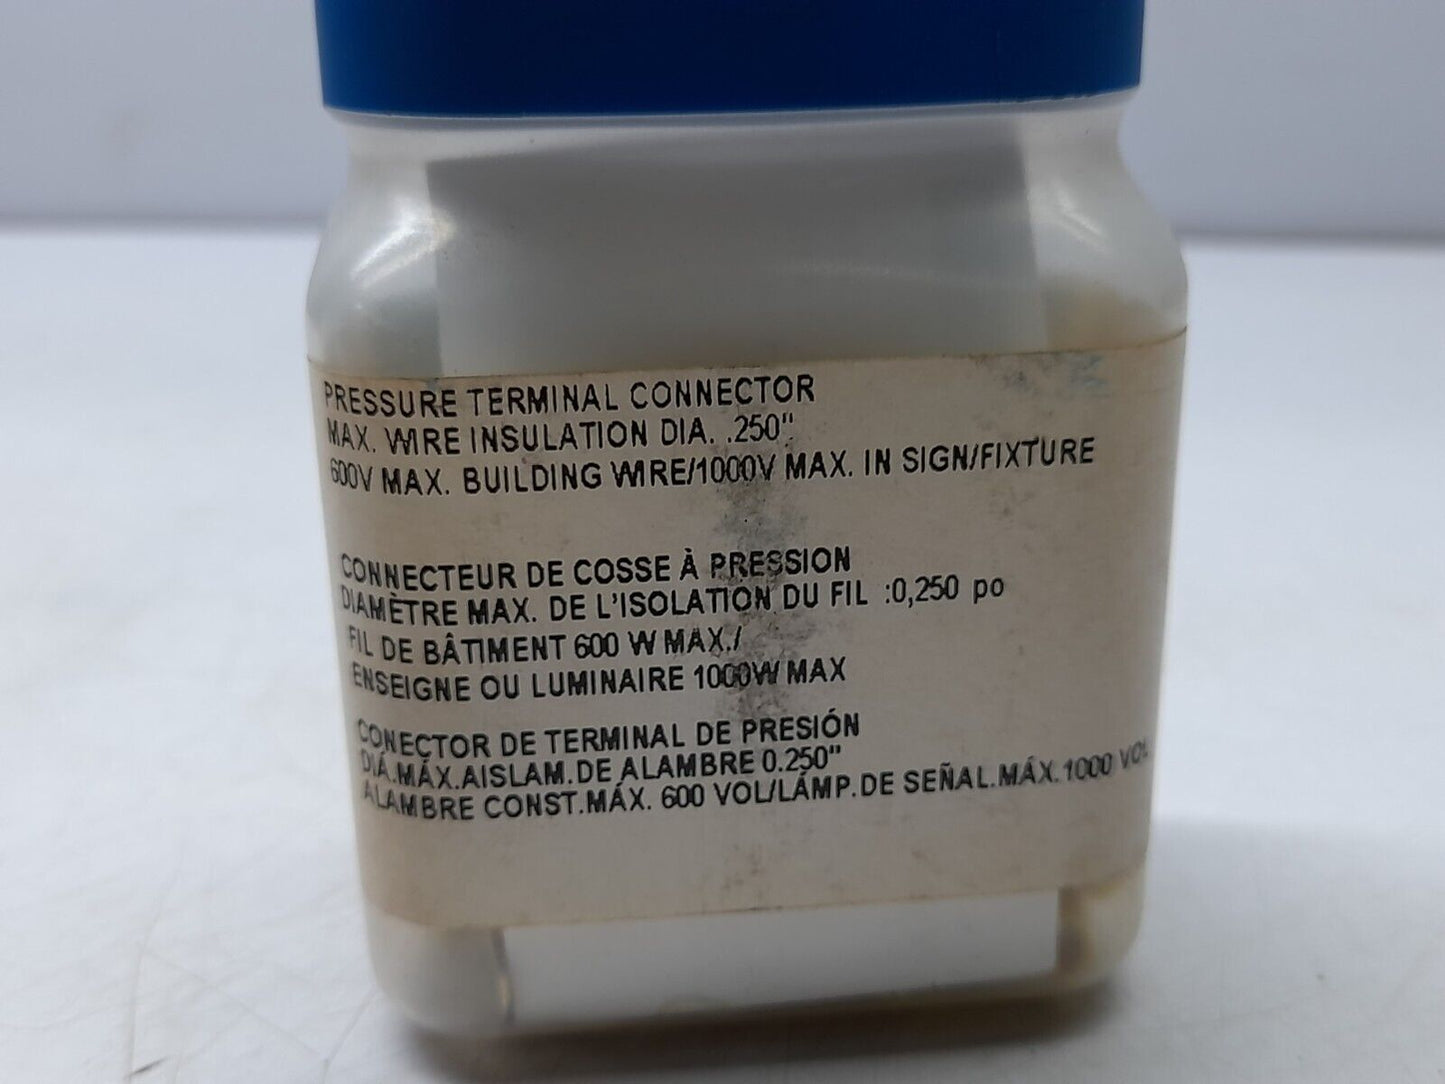 PRESSURE TERMINAL CONNECTOR
MAX. WIRE INSULATION DIA. .250"
600V MAX. BUILDING WIRE/1000V MAX. IN SIGN/FIXTURE
CONNECTEUR DE COSSE À PRESSION
DIAMÈTRE MAX. DE L'ISOLATION DU FIL :0,250 po
FIL DE BÂTIMENT 600 W MAX./
ENSEIGNE OU LUMINAIRE 1000W MAX
CONECTOR DE TERMINAL DE PRESIÓN
DIÁ.MÁX.AISLAM.DE ALAMBRE 0.250"
ALAMBRE CONST.MÁX. 600 VOL/LÁMP.DE SEÑAL.MÁX.1000 VOL